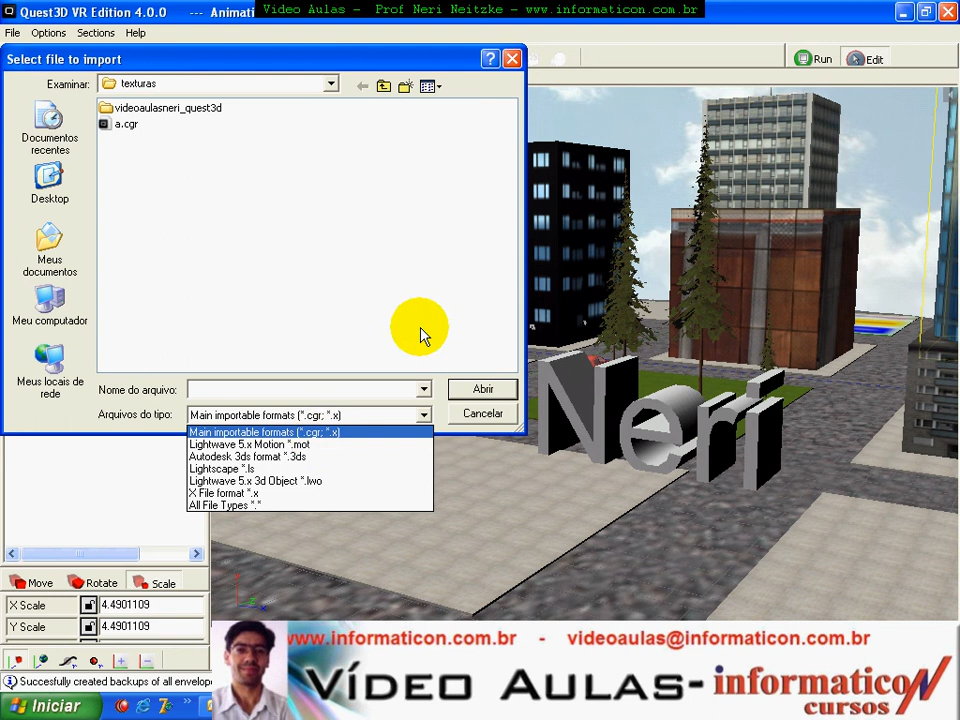 Quest3D VR Edition 4.0.0 --- Animati
Video Aulas - Prof Neri Neitzke - www.informaticon.com.br
File Options Sections Help
Select file to import
Run Edit
Examinar: texturas
videoaulasneri_quest3d
a.cgr
Documentos recentes
Desktop
Meus documentos
Meu computador
Meus locais de rede
Nome do arquivo: Abrir
Arquivos do tipo: Main importable formats (*.cgr; *.x) Cancelar
Main importable formats (*.cgr; *.x)
Lightwave 5.x Motion *.mot
Autodesk 3ds format *.3ds
Lightscape *.ls
Lightwave 5.x 3d Object *.lwo
X File format *.x
All File Types *.*
Neri
Move Rotate Scale
X Scale 4.4901109
Y Scale 4.4901109
Succesfully created backups of all envelope
www.informaticon.com.br - videoaulas@informaticon.com.br
Vídeo Aulas- informaticon
cursos
Iniciar